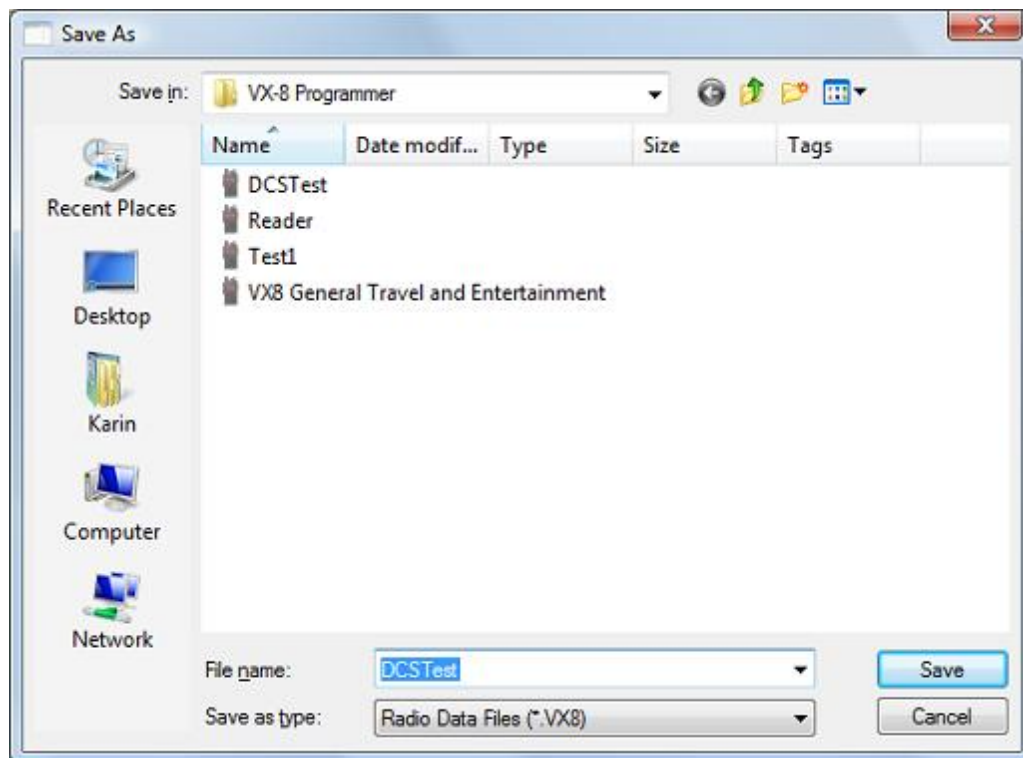 Save As
Save in: VX-8 Programmer
Name Date modif... Type Size Tags
DCSTest
Reader
Test1
VX8 General Travel and Entertainment
Recent Places
Desktop
Karin
Computer
Network
File name: DCSTest Save
Save as type: Radio Data Files (*.VX8) Cancel